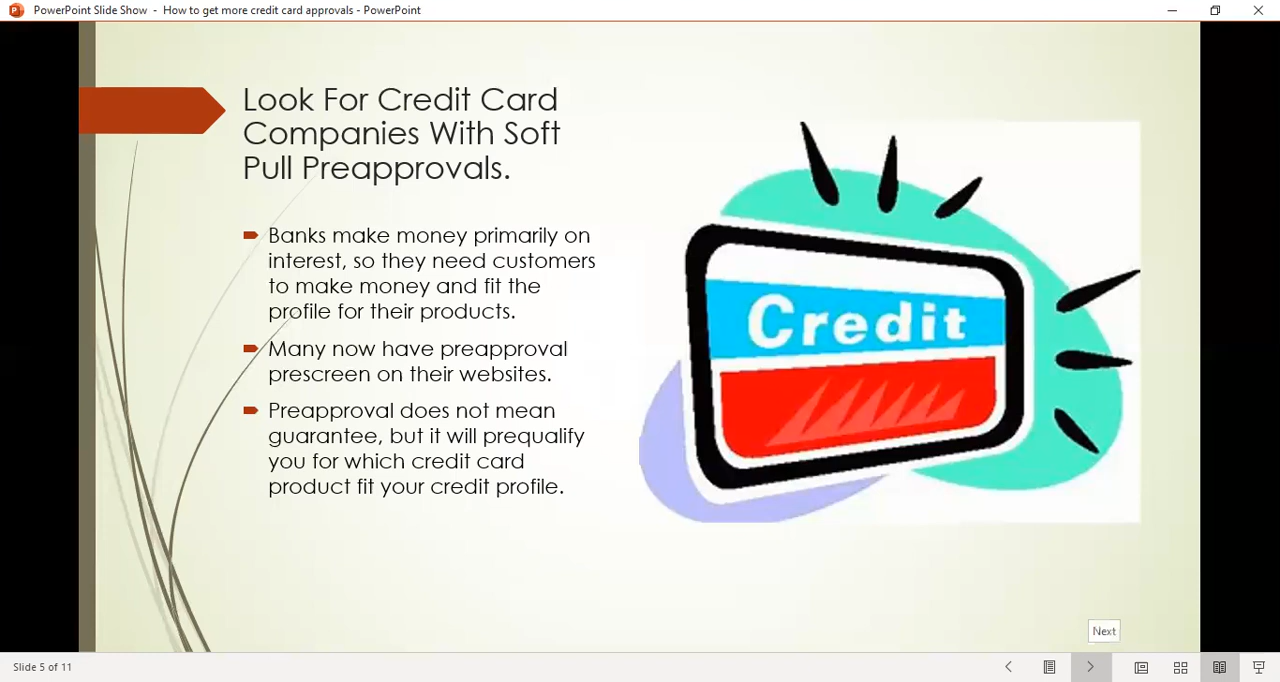 PowerPoint Slide Show - How to get more credit card approvals - PowerPoint
Look For Credit Card
Companies With Soft
Pull Preapprovals.
Banks make money primarily on
interest, so they need customers
to make money and fit the
profile for their products.
Many now have preapproval
prescreen on their websites.
Preapproval does not mean
guarantee, but it will prequalify
you for which credit card
product fit your credit profile.
Credit
Next
Slide 5 of 11